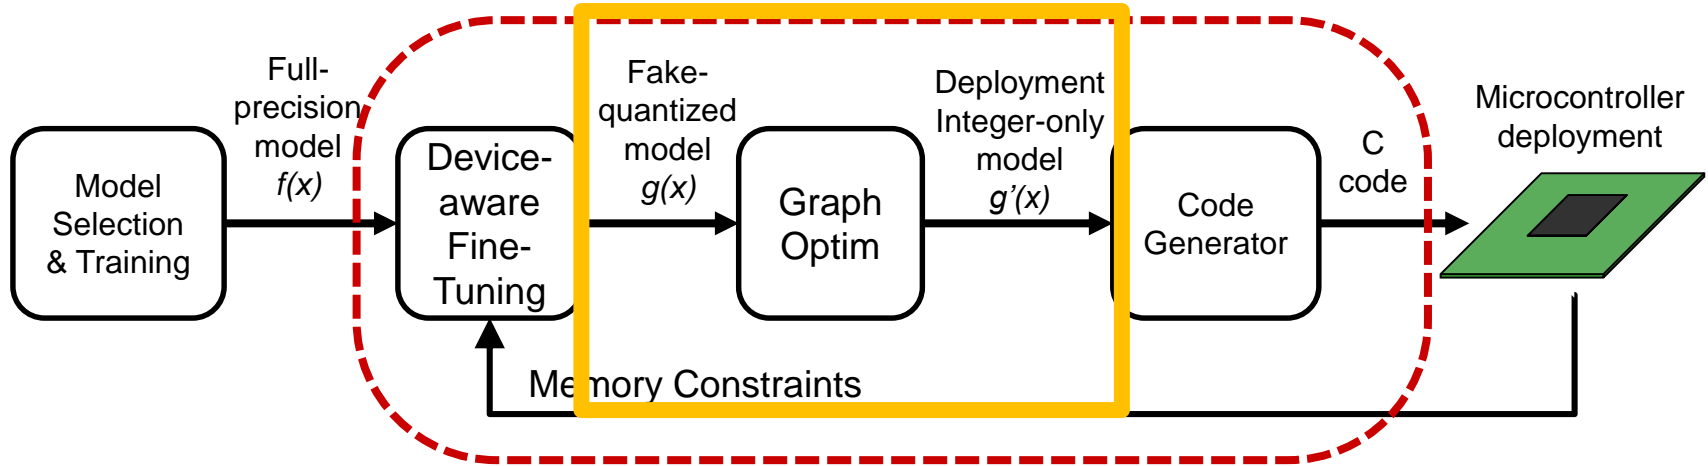 Model
Selection
& Training
Full-
precision
model
f(x)
Device-
aware
Fine-
Tuning
Fake-
quantized
model
g(x)
Graph
Optim
Deployment
Integer-only
model
g’(x)
Code
Generator
C
code
Microcontroller
deployment
Memory Constraints